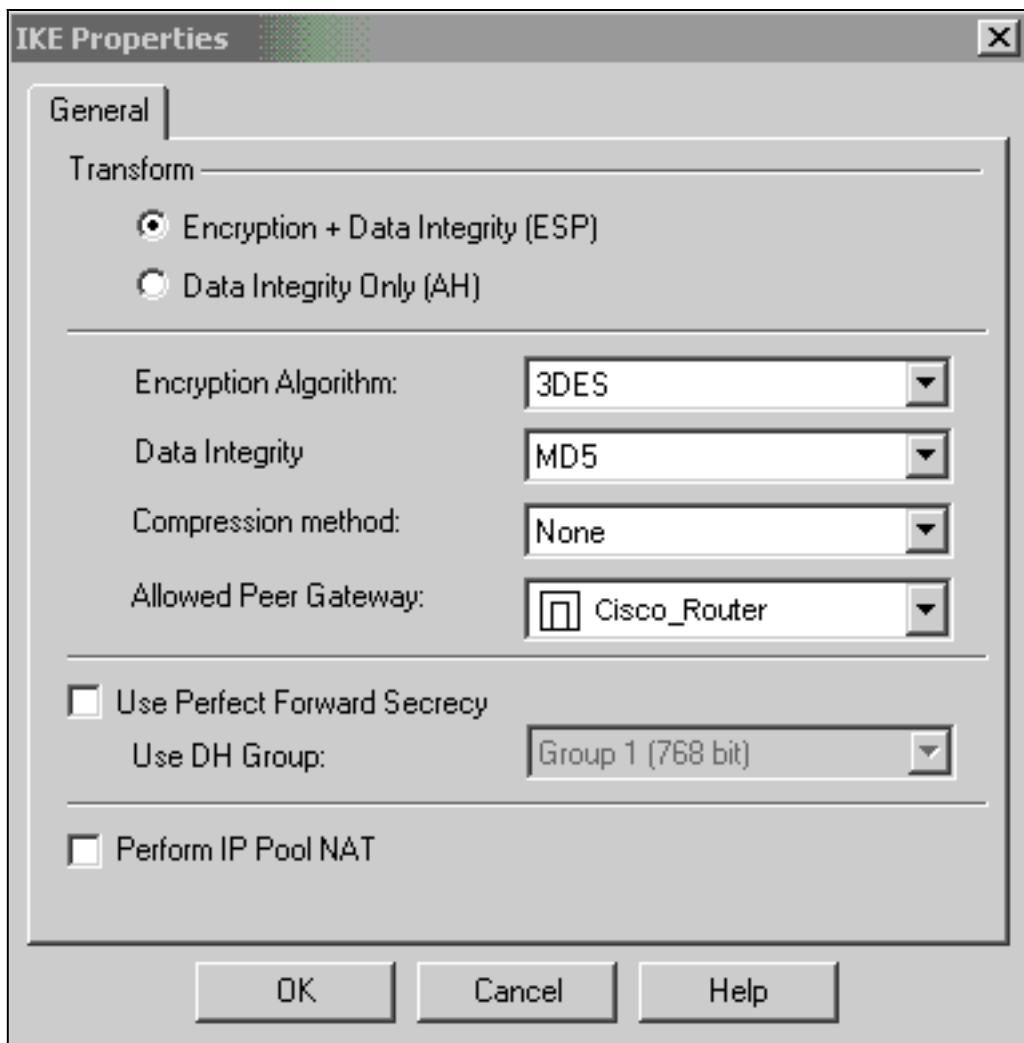 IKE Properties
General
Transform
Encryption + Data Integrity (ESP)
Data Integrity Only (AH)
Encryption Algorithm: 3DES
Data Integrity MD5
Compression method: None
Allowed Peer Gateway: Cisco_Router
Use Perfect Forward Secrecy
Use DH Group: Group 1 (768 bit)
Perform IP Pool NAT
OK Cancel Help